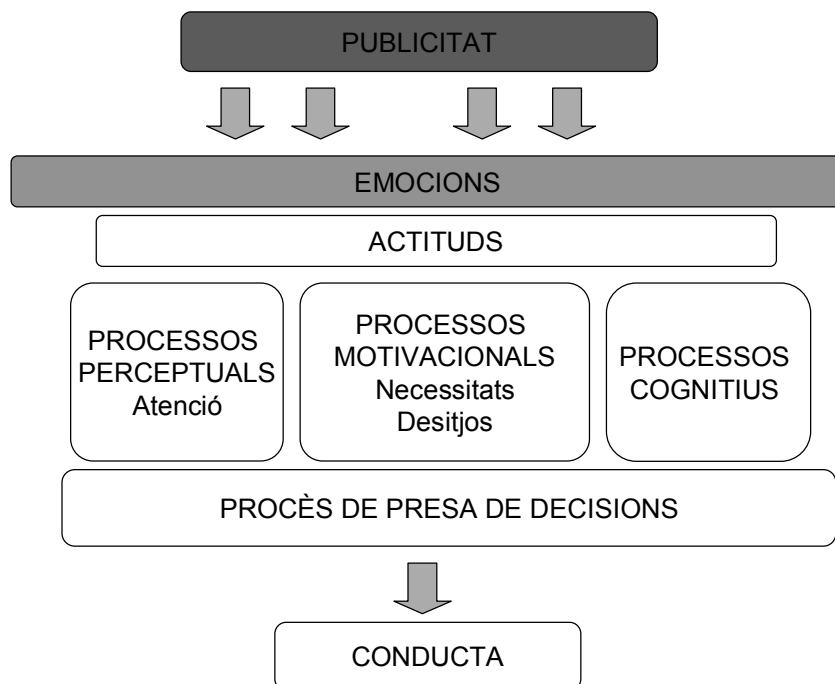 PUBLICITAT
EMOCIONS
ACTITUDS
PROCESSOS
PERCEPTUALS
Atenció
PROCESSOS
MOTIVACIONALS
Necessitats
Desitjos
PROCESSOS
COGNITIUS
PROCÈS DE PRESA DE DECISIONS
CONDUCTA